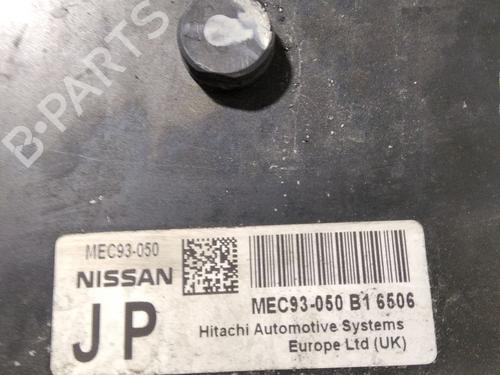 B-PARTS
MEC93-050
NISSAN
JP
MEC93-050 B1 6506
Hitachi Automotive Systems
Europe Ltd (UK)